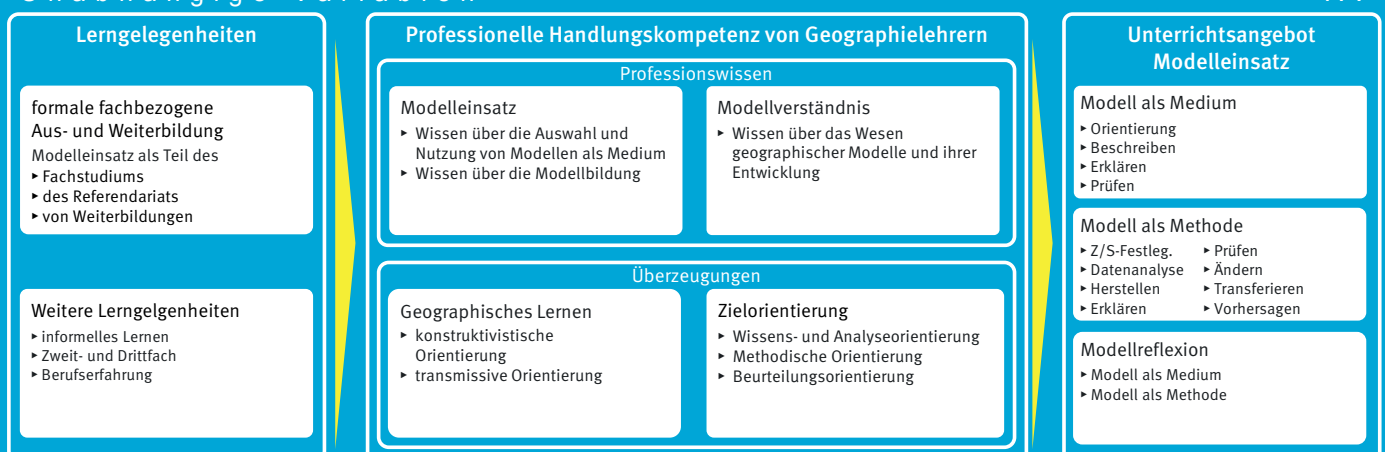 Lerngelegenheiten
formale fachbezogene
Aus- und Weiterbildung
Modelleinsatz als Teil des
▸ Fachstudiums
▸ des Referendariats
▸ von Weiterbildungen
Weitere Lerngelgenheiten
▸ informelles Lernen
▸ Zweit- und Drittfach
▸ Berufserfahrung
Professionelle Handlungskompetenz von Geographielehrern
Professionswissen
Modelleinsatz
▸ Wissen über die Auswahl und
Nutzung von Modellen als Medium
▸ Wissen über die Modellbildung
Modellverständnis
▸ Wissen über das Wesen
geographischer Modelle und ihrer
Entwicklung
Überzeugungen
Geographisches Lernen
▸ konstruktivistische
Orientierung
▸ transmissive Orientierung
Zielorientierung
▸ Wissens- und Analyseorientierung
▸ Methodische Orientierung
▸ Beurteilungsorientierung
Unterrichtsangebot
Modelleinsatz
Modell als Medium
▸ Orientierung
▸ Beschreiben
▸ Erklären
▸ Prüfen
Modell als Methode
▸ Z/S-Festleg.
▸ Datenanalyse
▸ Herstellen
▸ Erklären
▸ Prüfen
▸ Ändern
▸ Transferieren
▸ Vorhersagen
Modellreflexion
▸ Modell als Medium
▸ Modell als Methode